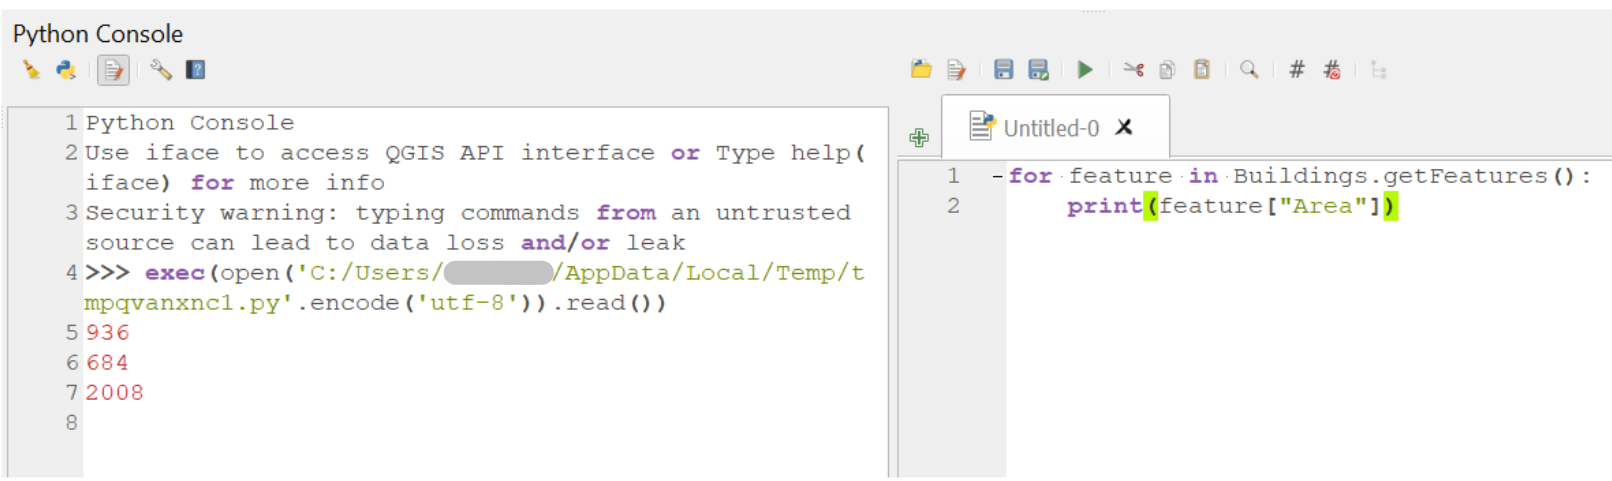 Python Console
1 Python Console
2 Use iface to access QGIS API interface or Type help(
iface) for more info
3 Security warning: typing commands from an untrusted
source can lead to data loss and/or leak
4 >>> exec(open('C:/Users/ /AppData/Local/Temp/t
mpqvanxnc1.py'.encode('utf-8')).read())
5 936
6 684
7 2008
8
Untitled-0
1 for feature in Buildings.getFeatures():
2 print(feature["Area"])